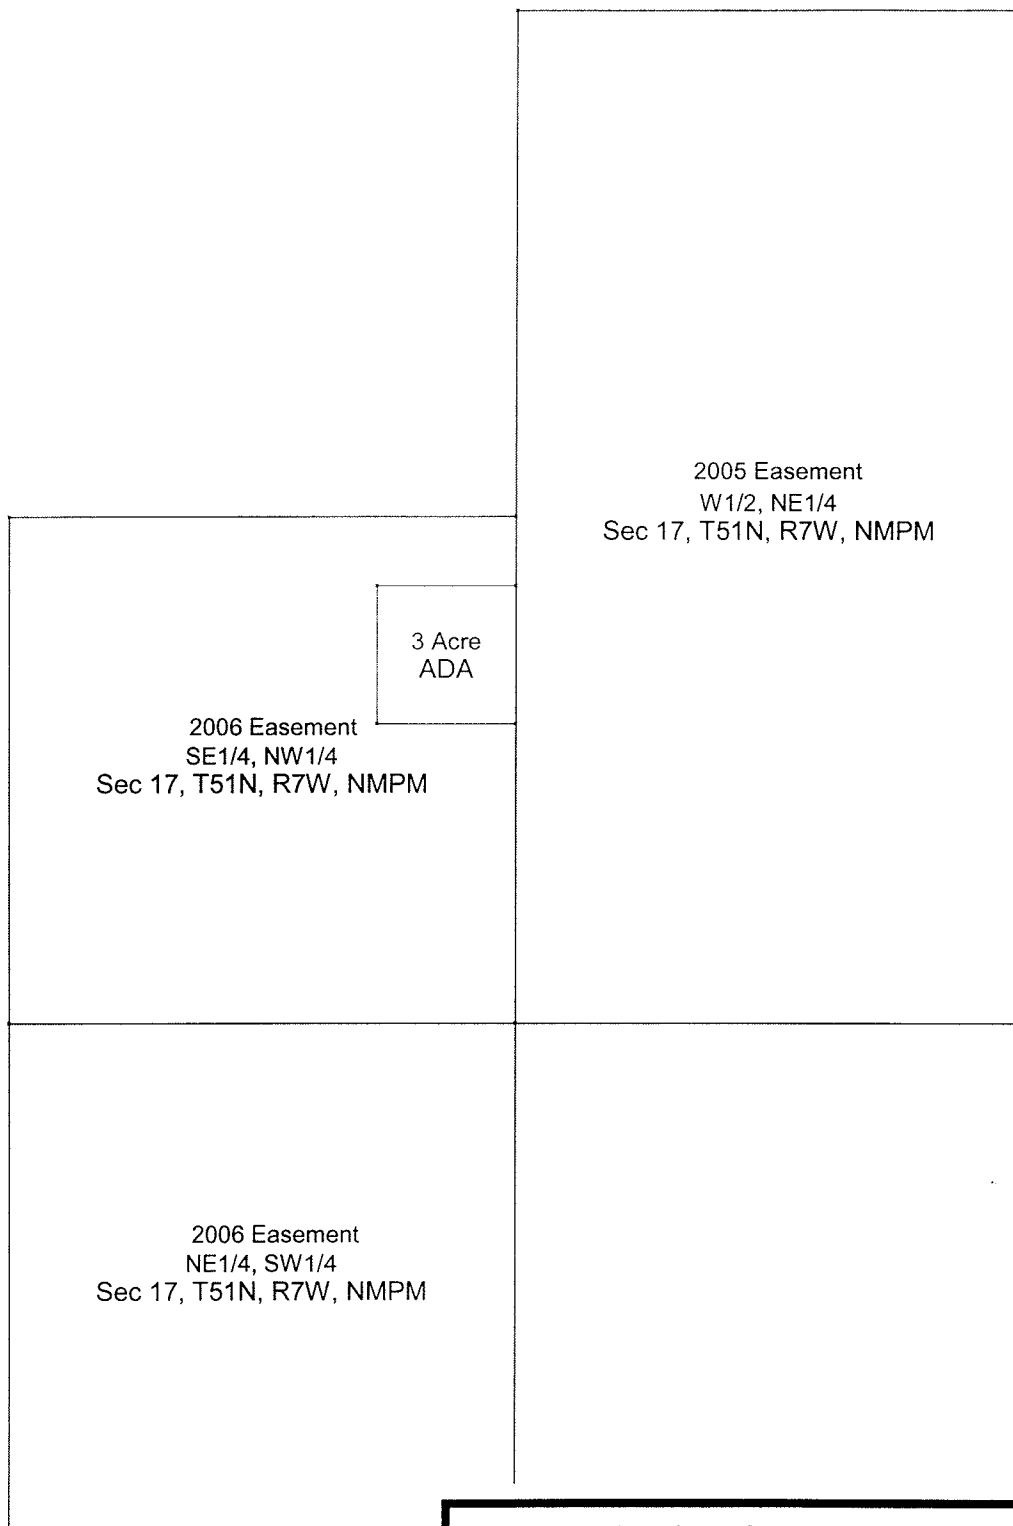 2005 Easement
W1/2, NE1/4
Sec 17, T51N, R7W, NMPM
3 Acre
ADA
2006 Easement
SE1/4, NW1/4
Sec 17, T51N, R7W, NMPM
2006 Easement
NE1/4, SW1/4
Sec 17, T51N, R7W, NMPM